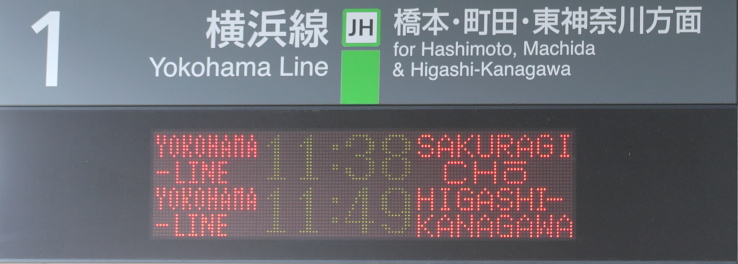 1
横浜線 JH 橋本・町田・東神奈川方面
Yokohama Line
for Hashimoto, Machida
& Higashi-Kanagawa
YOKOHAMA
-LINE
11:38
SAKURAGI
CHō
YOKOHAMA
-LINE
11:49
HIGASHI-
KANAGAWA